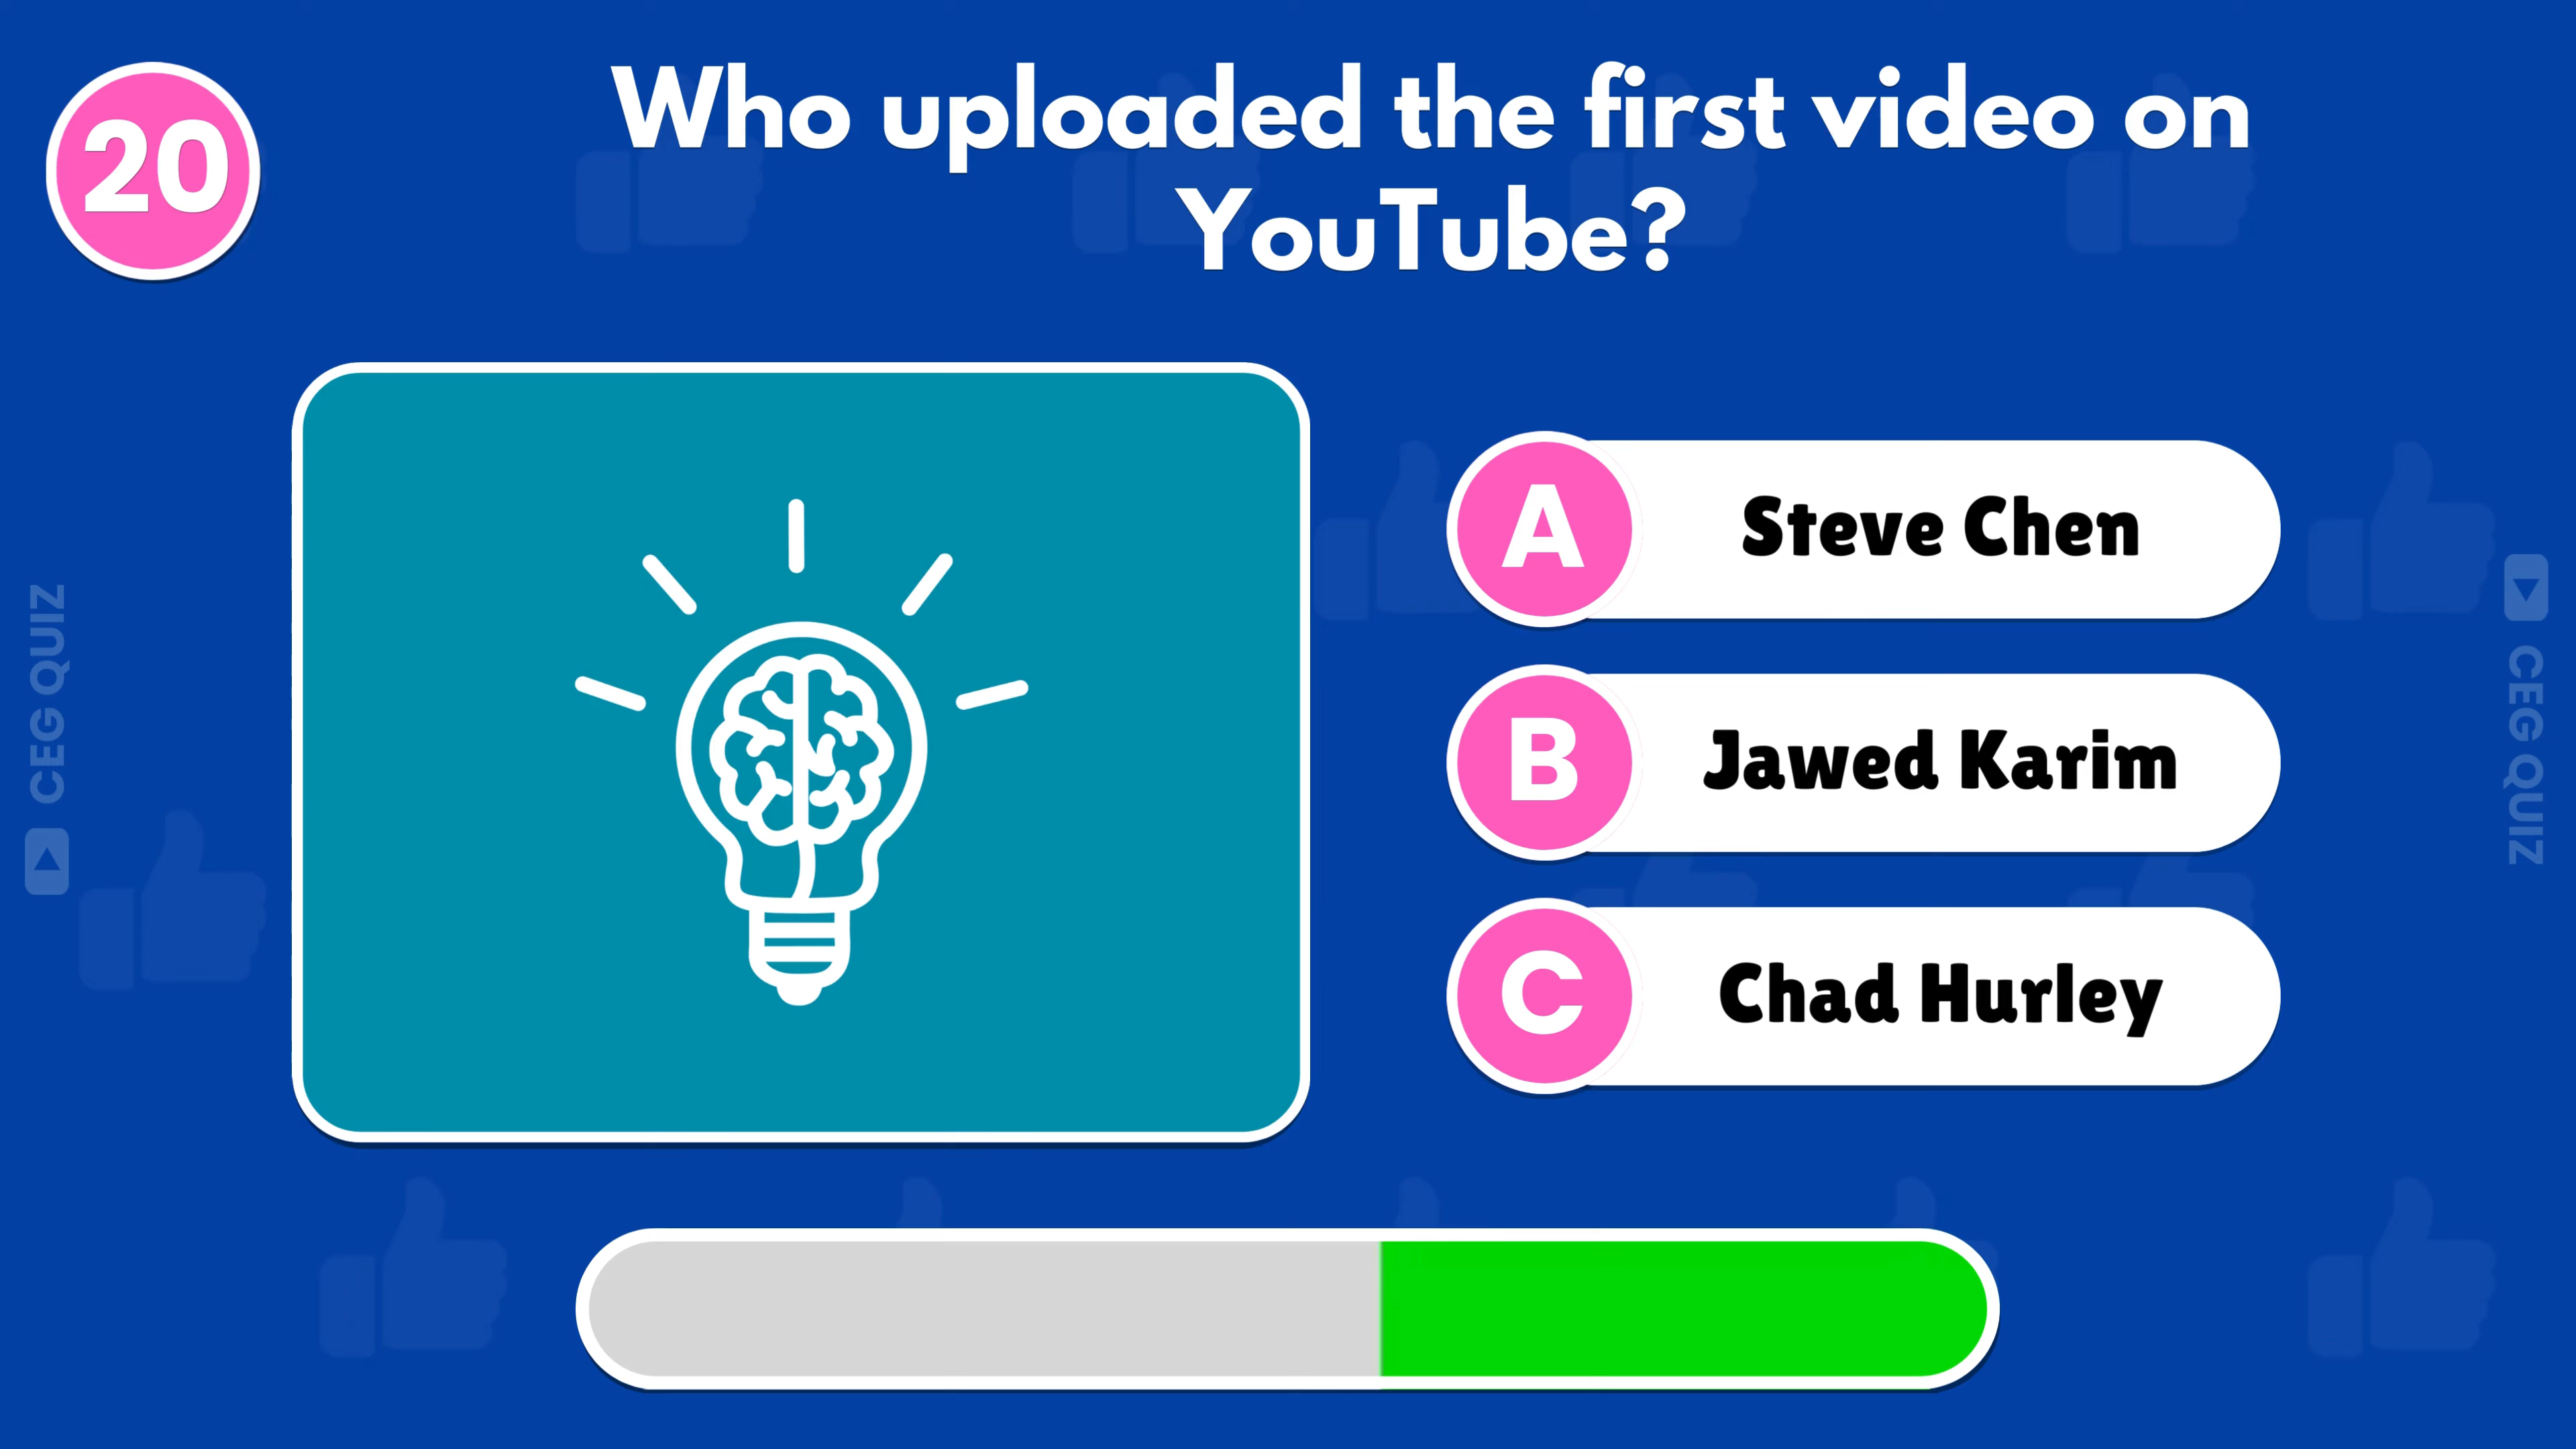 20
Who uploaded the first video on
YouTube?
A Steve Chen
B Jawed Karim
C Chad Hurley
CEG QUIZ
CEG QUIZ